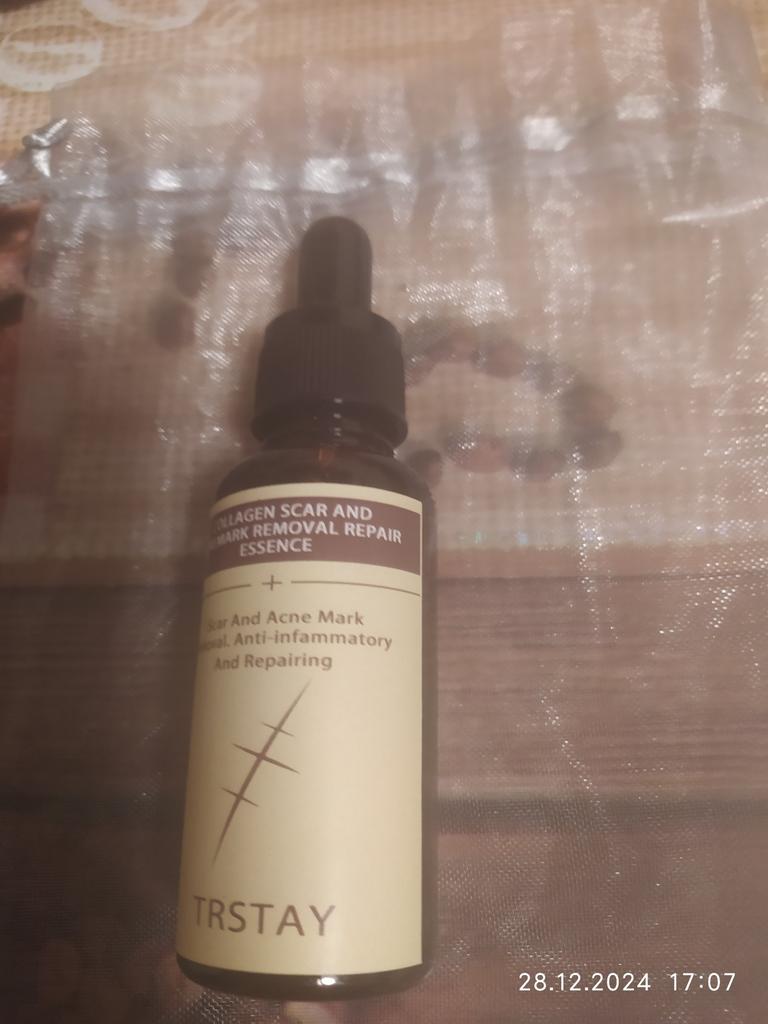 OLLAGEN SCAR AND
MARK REMOVAL REPAIR
ESSENCE
Scar And Acne Mark
oval. Anti-infammatory
And Repairing
TRSTAY
28.12.2024 17:07